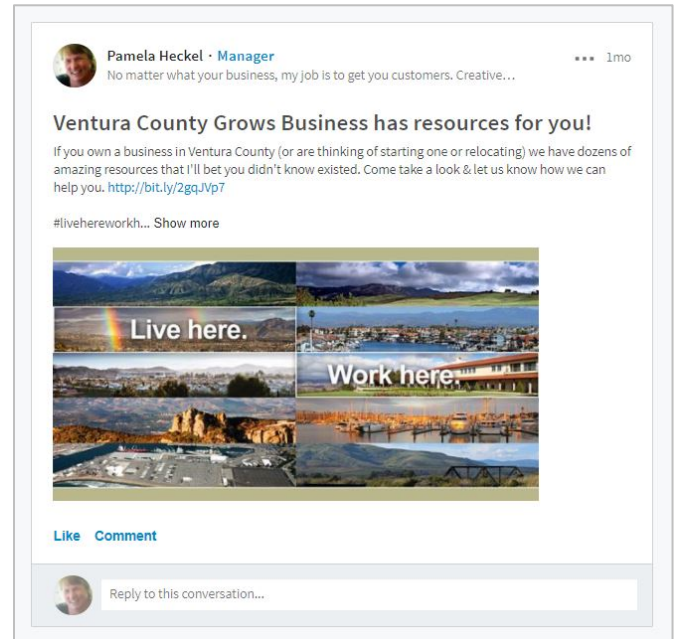 Pamela Heckel · Manager
••• 1mo
No matter what your business, my job is to get you customers. Creative...
Ventura County Grows Business has resources for you!
If you own a business in Ventura County (or are thinking of starting one or relocating) we have dozens of
amazing resources that I'll bet you didn't know existed. Come take a look & let us know how we can
help you. http://bit.ly/2gqJVp7
#livehereworkh... Show more
Live here.
Work here.
Like Comment
Reply to this conversation...